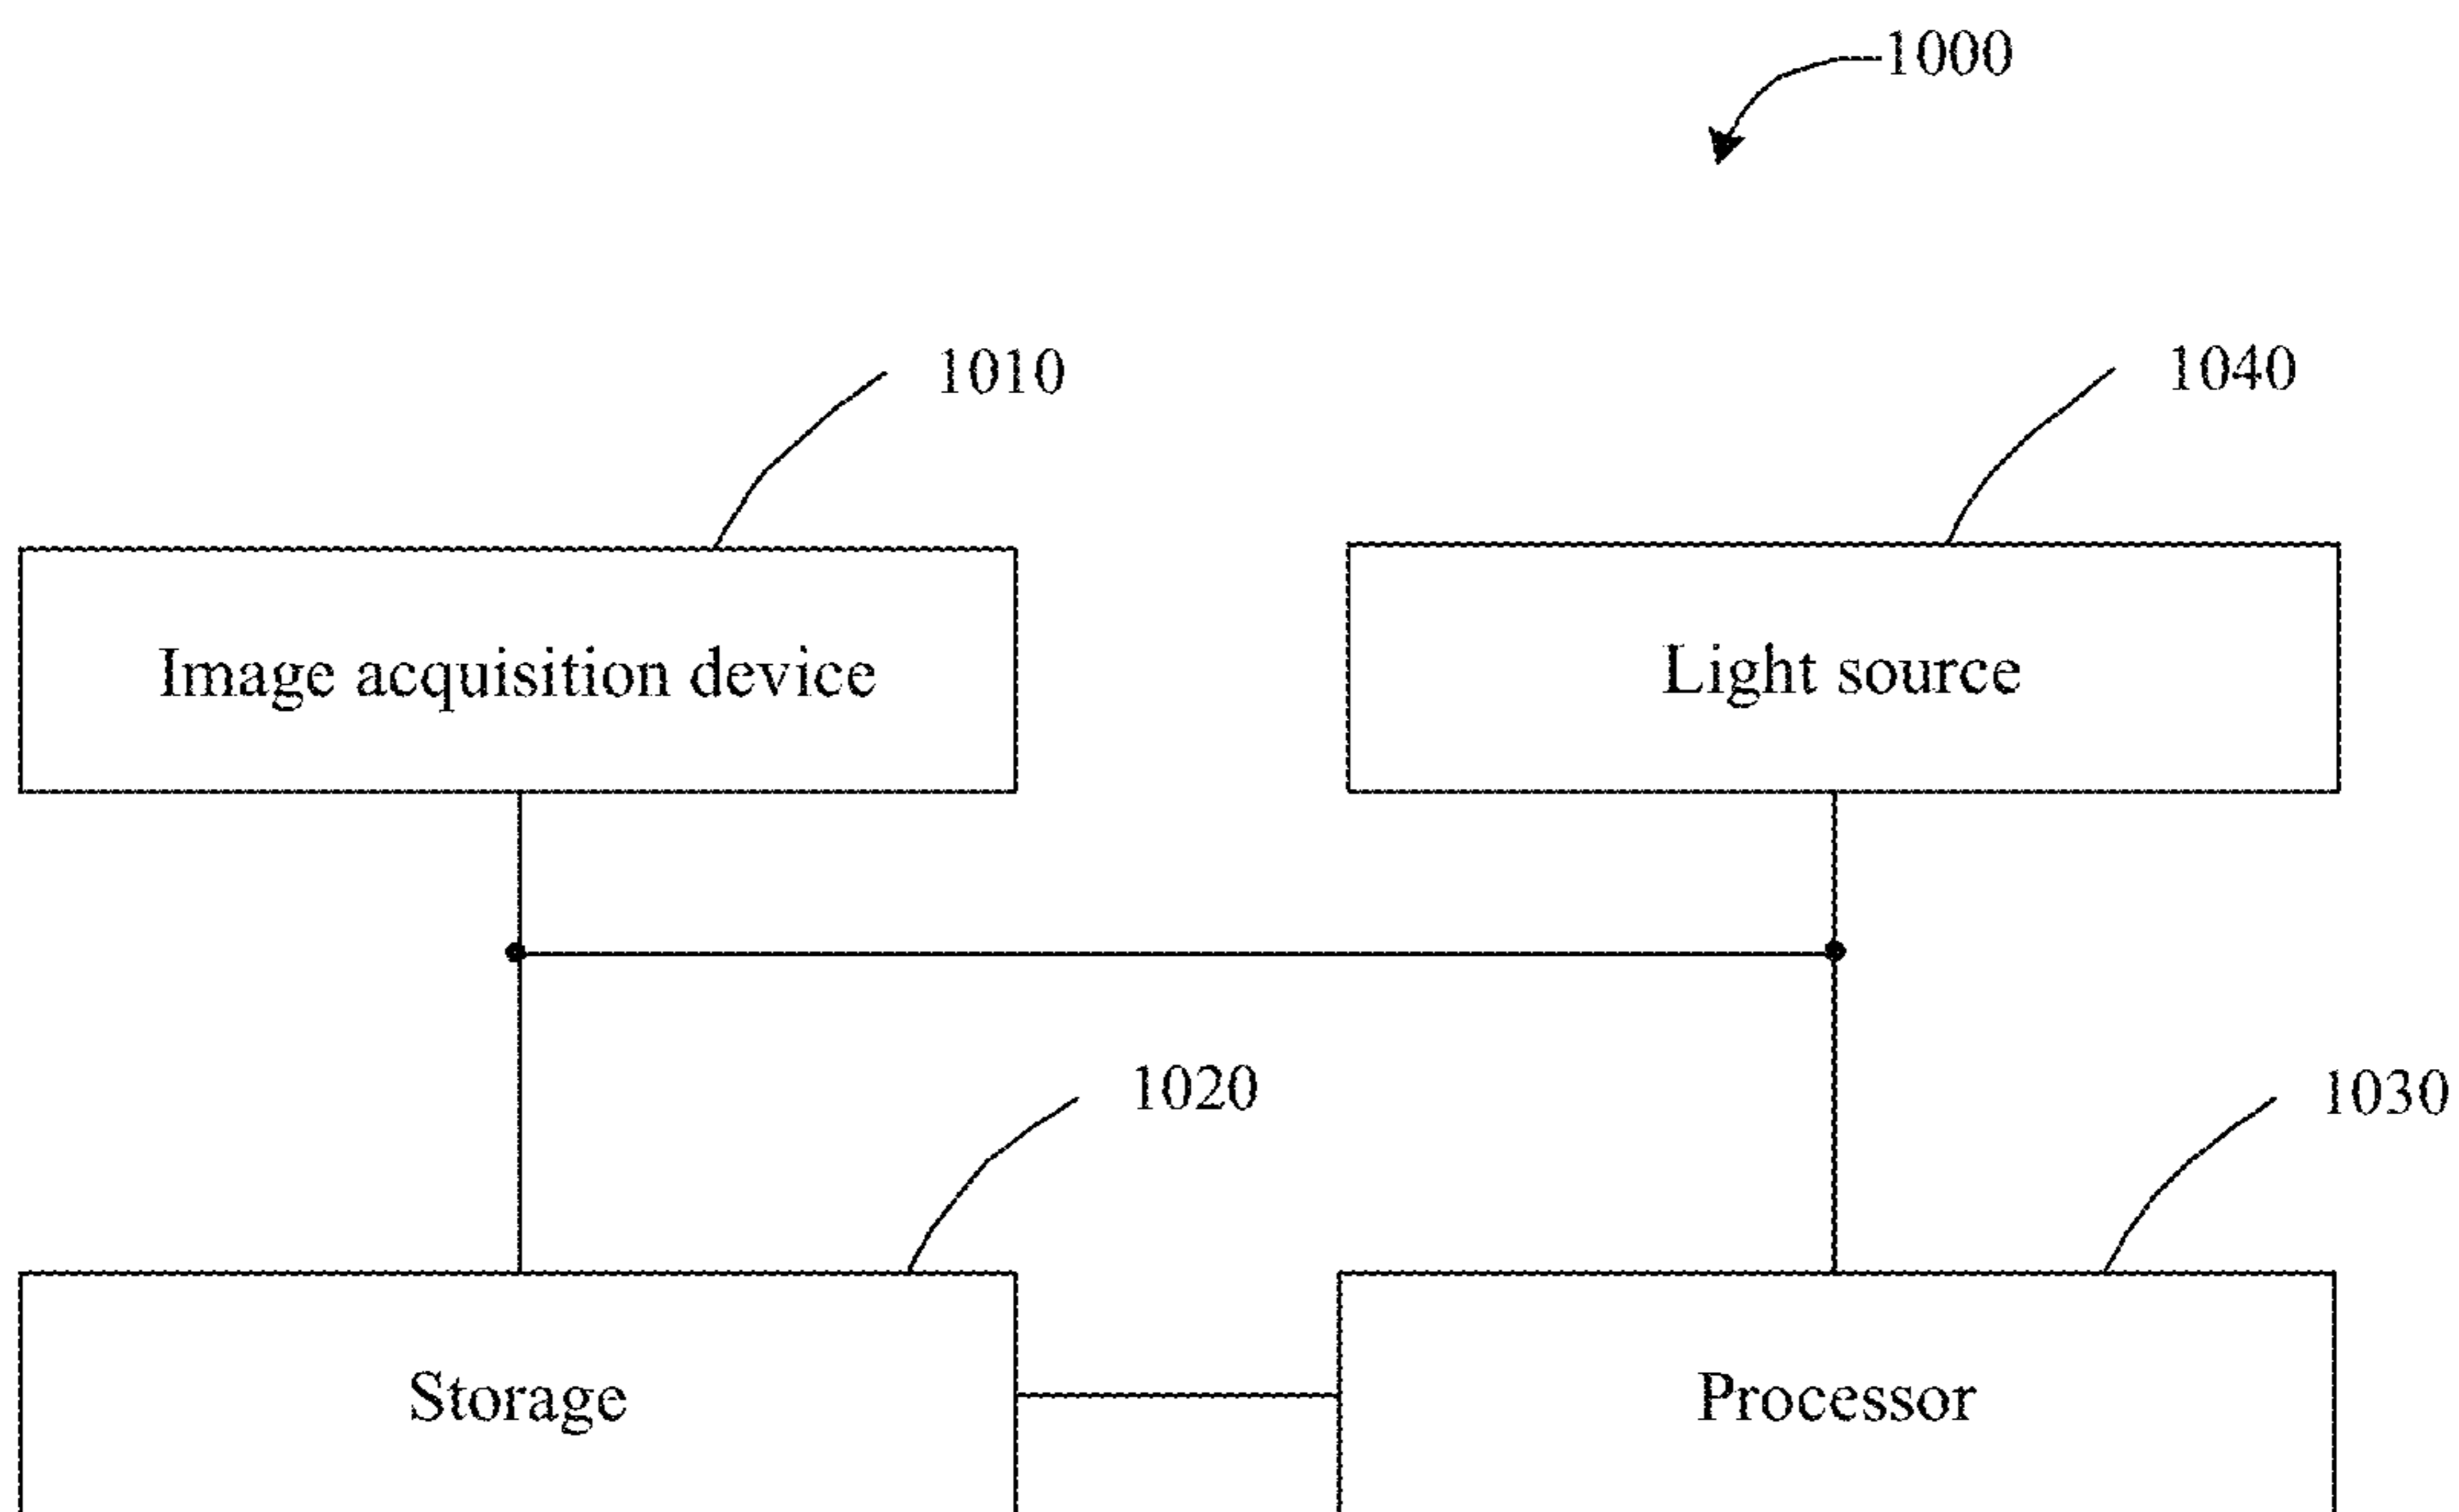 1000
1010
1040
Image acquisition device
Light source
1020
1030
Storage
Processor